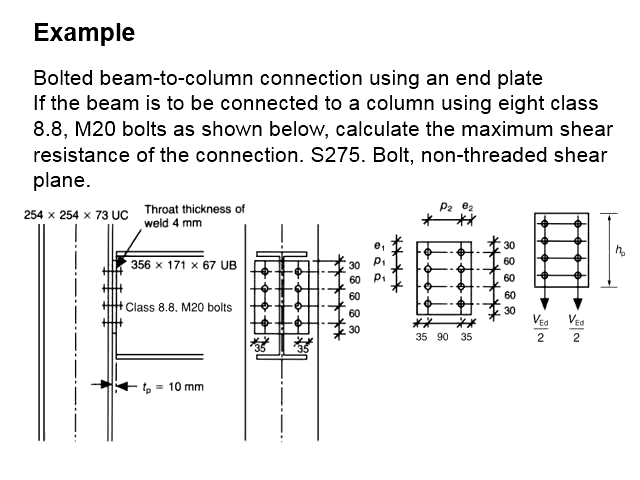 Example
Bolted beam-to-column connection using an end plate
If the beam is to be connected to a column using eight class
8.8, M20 bolts as shown below, calculate the maximum shear
resistance of the connection. S275. Bolt, non-threaded shear
plane.
254 × 254 × 73 UC
Throat thickness of
weld 4 mm
356 × 171 × 67 UB
Class 8.8. M20 bolts
tp = 10 mm
30
60
60
60
30
35
35
p2 e2
e1
p1
p1
30
60
60
60
30
35 90 35
hp
VEd
2
VEd
2